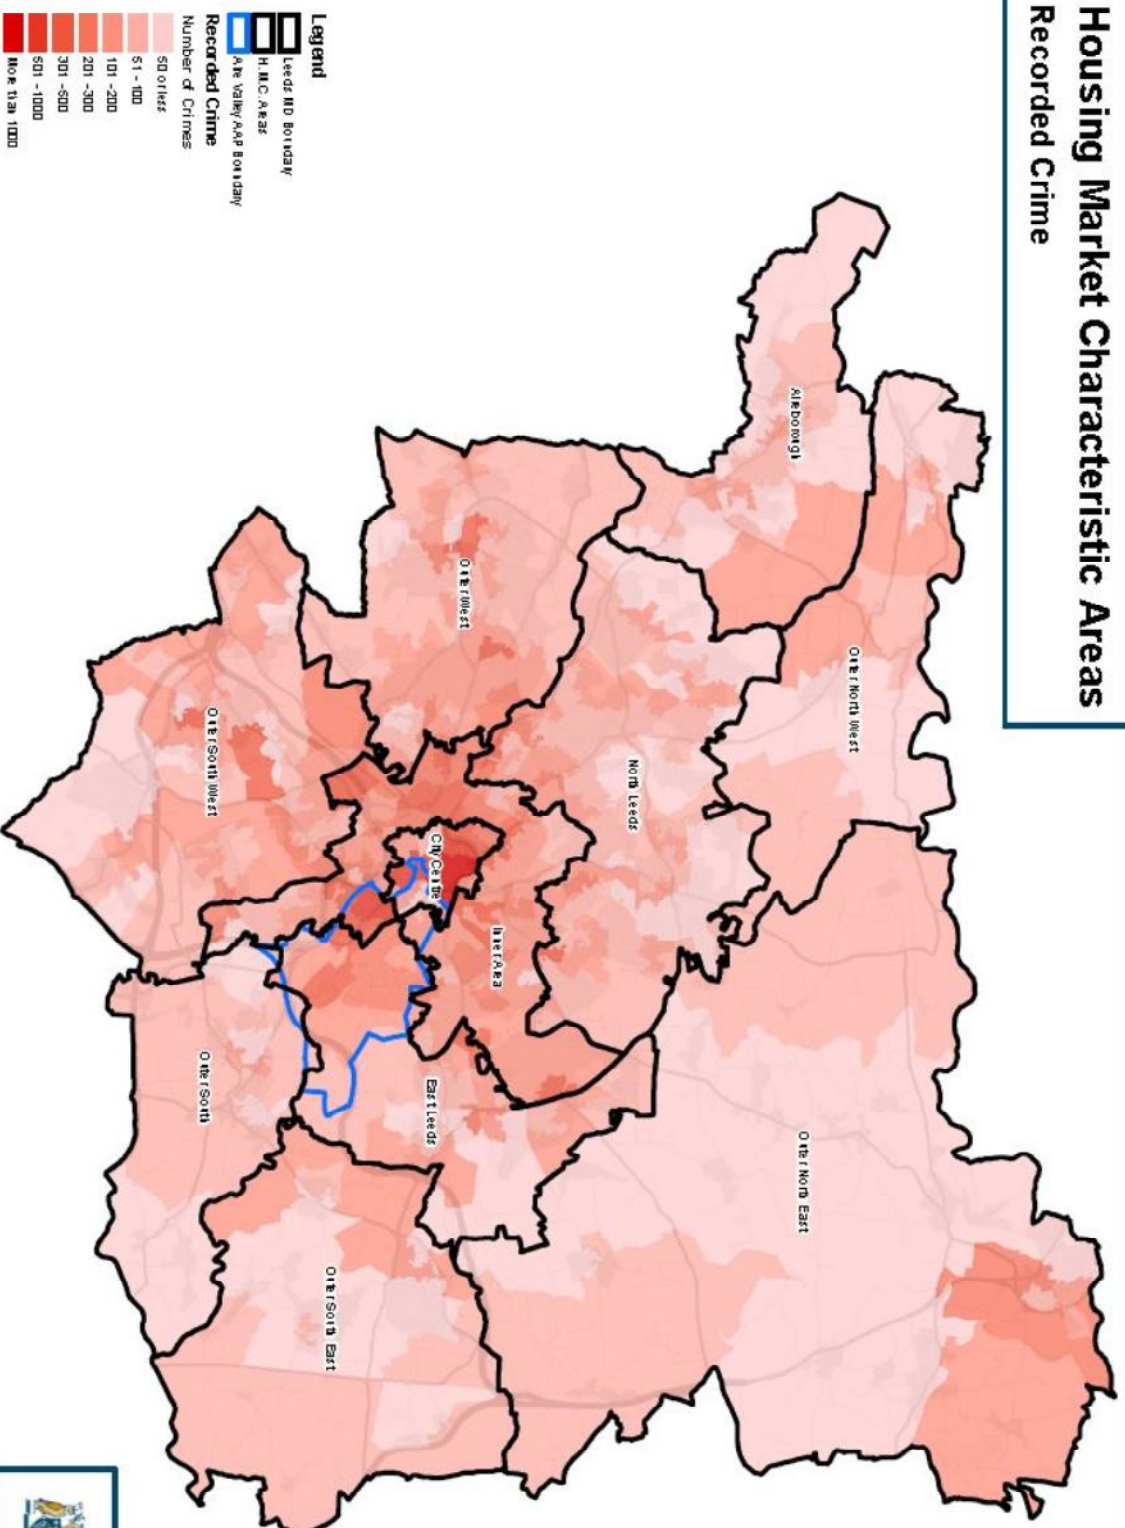 Housing Market Characteristic Areas
Recorded Crime
Aireborough
Outer North West
North Leeds
Outer North East
Outer West
City Centre
Inner Area
East Leeds
Outer South West
Outer South
Outer South East
Legend
Leeds MD Boundary
H.M.C. Areas
Aire Valley AAP Boundary
Recorded Crime
Number of Crimes
50 or less
51 - 100
101 -200
201 -300
301 -500
501 -1000
More than 1000